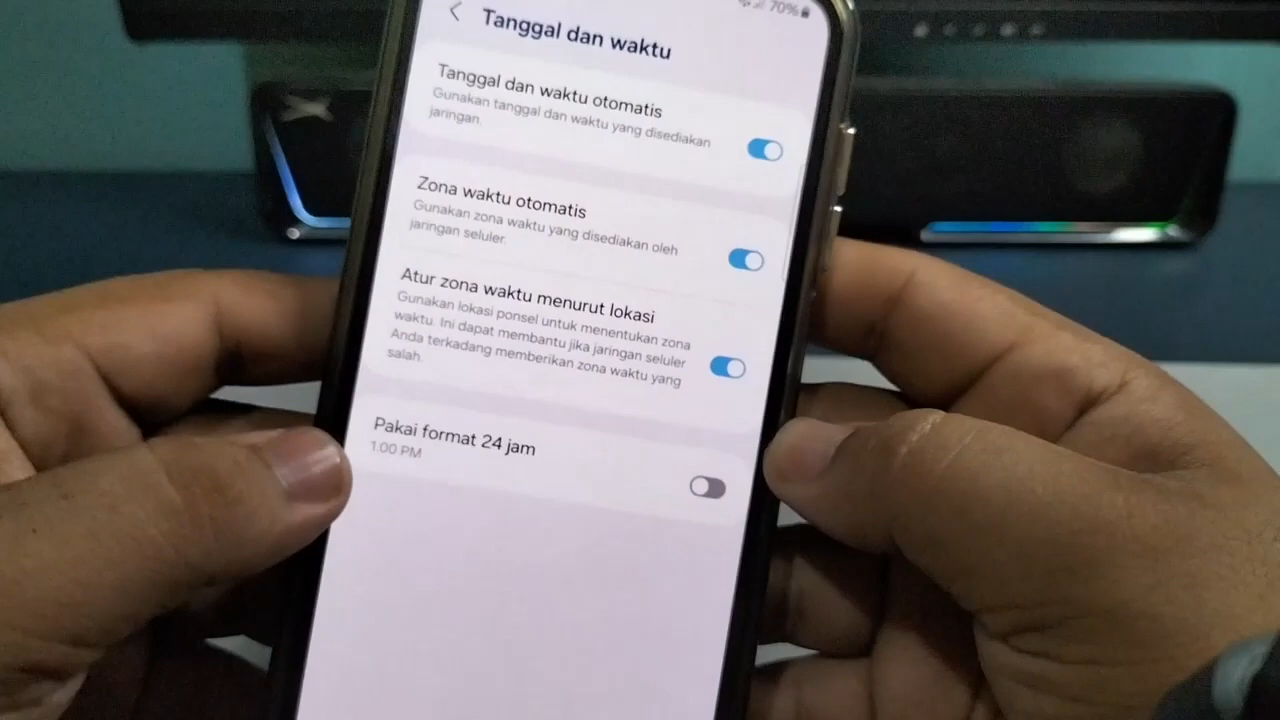 70%
Tanggal dan waktu
Tanggal dan waktu otomatis
Gunakan tanggal dan waktu yang disediakan
jaringan.
Zona waktu otomatis
Gunakan zona waktu yang disediakan oleh
jaringan seluler.
Atur zona waktu menurut lokasi
Gunakan lokasi ponsel untuk menentukan zona
waktu. Ini dapat membantu jika jaringan seluler
Anda terkadang memberikan zona waktu yang
salah.
Pakai format 24 jam
1.00 PM